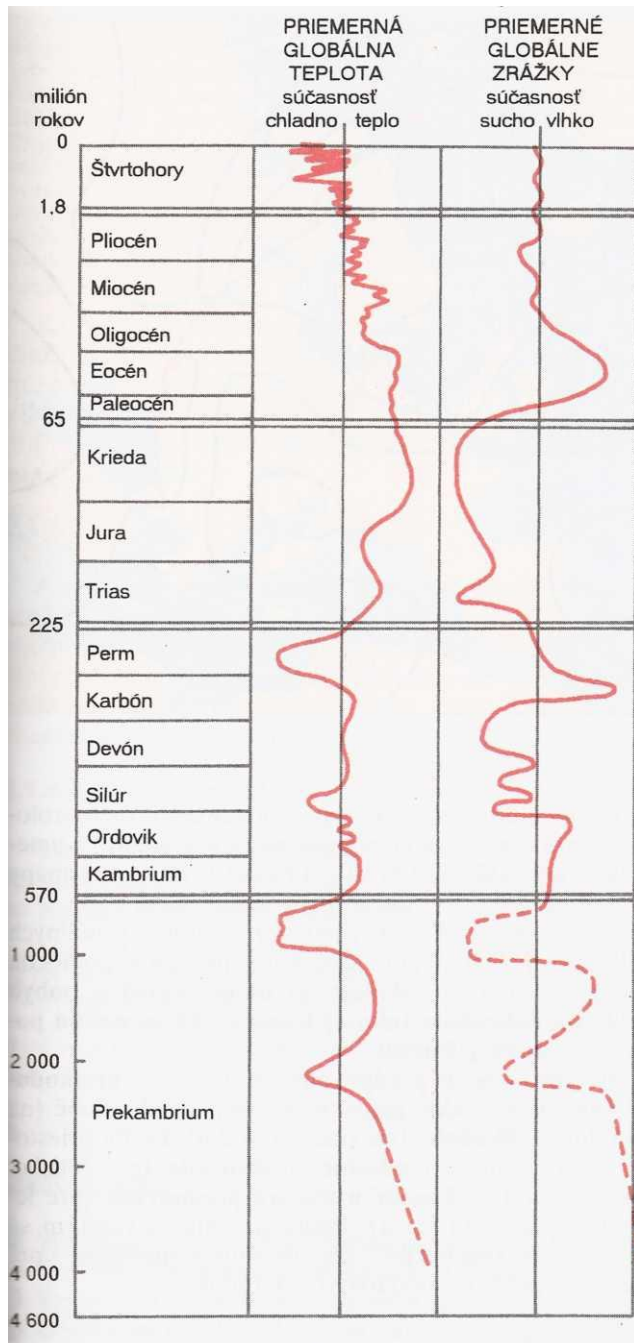 PRIEMERNÁ
GLOBÁLNA
TEPLOTA
súčasnosť
chladno teplo
PRIEMERNÉ
GLOBÁLNE
ZRÁŽKY
súčasnosť
sucho vlhko
milión
rokov
0
Štvrtohory
1.8
Pliocén
Miocén
Oligocén
Eocén
Paleocén
65
Krieda
Jura
Trias
225
Perm
Karbón
Devón
Silúr
Ordovik
Kambrium
570
1 000
2 000
Prekambrium
3 000
4 000
4 600